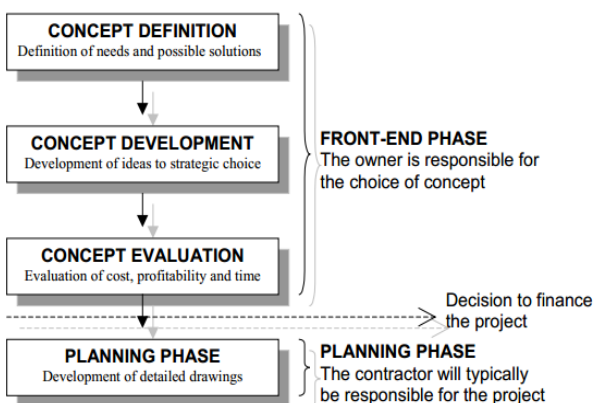 CONCEPT DEFINITION
Definition of needs and possible solutions
CONCEPT DEVELOPMENT
Development of ideas to strategic choice
FRONT-END PHASE
The owner is responsible for
the choice of concept
CONCEPT EVALUATION
Evaluation of cost, profitability and time
Decision to finance
the project
PLANNING PHASE
Development of detailed drawings
PLANNING PHASE
The contractor will typically
be responsible for the project